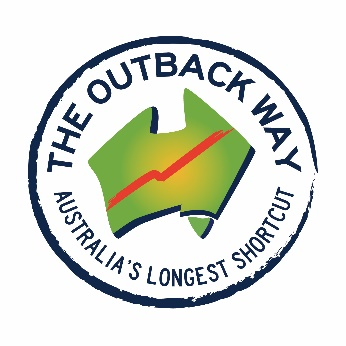 THE OUTBACK WAY
AUSTRALIA'S LONGEST SHORTCUT